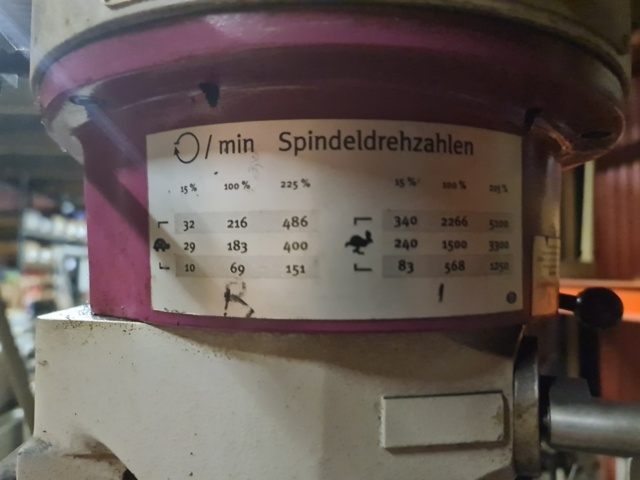 / min Spindeldrehzahlen
15 % 100 % 225 % 15 % 100 % 225 %
32 216 486 340 2266 5100
29 183 400 240 1500 3300
10 69 151 83 568 1250